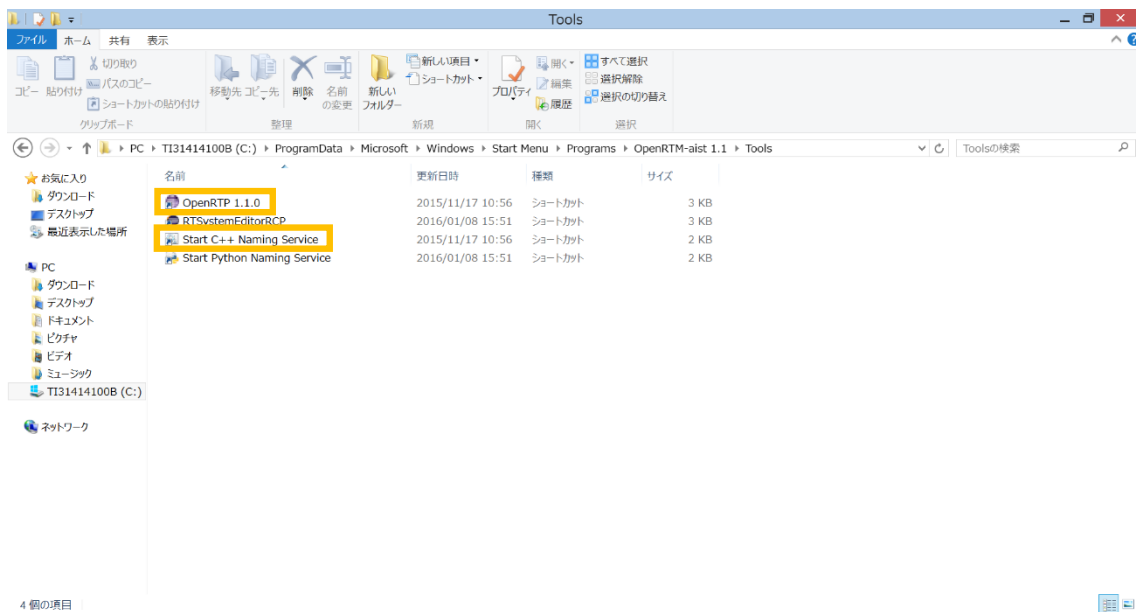 Tools
ファイル ホーム 共有 表示
コピー 貼り付け 切り取り パスのコピー ショートカットの貼り付け
移動先 コピー先 削除 名前の変更 新しいフォルダー
新しい項目 ショートカット プロパティ 開く 編集 履歴
すべて選択 選択解除 選択の切り替え
クリップボード 整理 新規 開く 選択
PC TI31414100B (C:) ProgramData Microsoft Windows Start Menu Programs OpenRTM-aist 1.1 Tools Toolsの検索
お気に入り
ダウンロード
デスクトップ
最近表示した場所
PC
ダウンロード
デスクトップ
ドキュメント
ピクチャ
ビデオ
ミュージック
TI31414100B (C:)
ネットワーク
名前 更新日時 種類 サイズ
OpenRTP 1.1.0 2015/11/17 10:56 ショートカット 3 KB
RTSystemEditorRCP 2016/01/08 15:51 ショートカット 3 KB
Start C++ Naming Service 2015/11/17 10:56 ショートカット 2 KB
Start Python Naming Service 2016/01/08 15:51 ショートカット 2 KB
4 個の項目